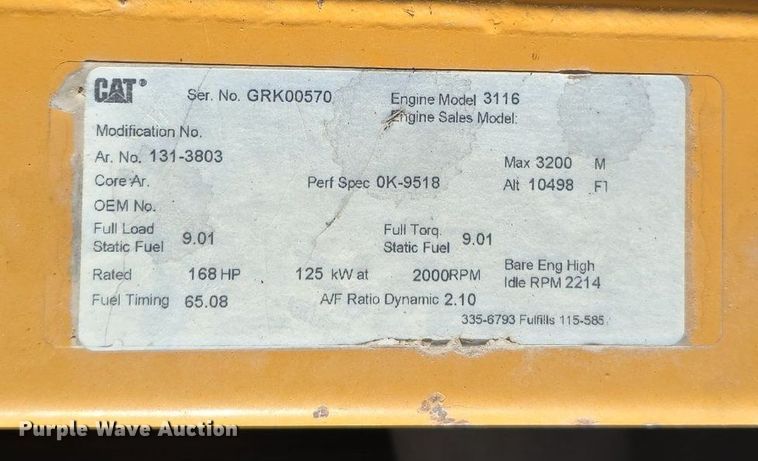 CAT® Ser. No. GRK00570 Engine Model 3116
Engine Sales Model:
Modification No.
Ar. No. 131-3803 Max 3200 M
Core Ar. Perf Spec 0K-9518 Alt 10498 FT
OEM No.
Full Load Static Fuel 9.01 Full Torq. Static Fuel 9.01
Rated 168 HP 125 kW at 2000RPM Bare Eng High Idle RPM 2214
Fuel Timing 65.08 A/F Ratio Dynamic 2.10
335-6793 Fulfills 115-585
Purple Wave Auction